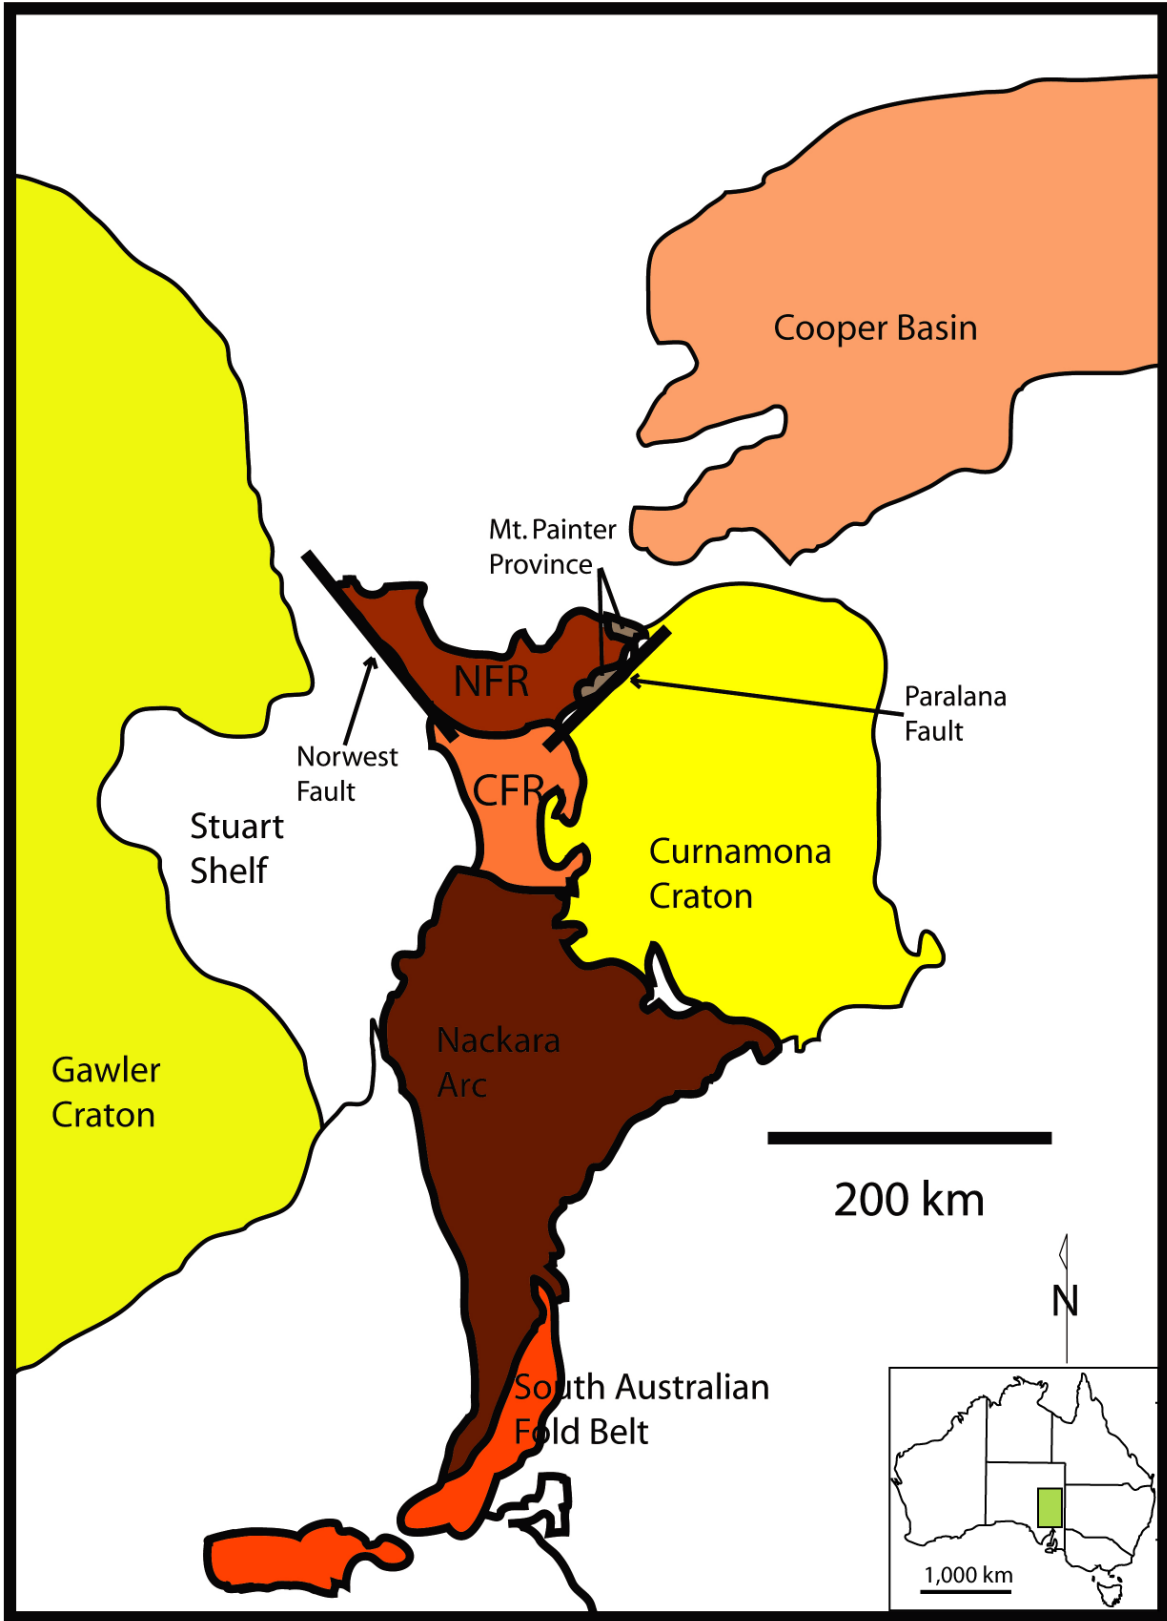 Cooper Basin
Mt. Painter
Province
NFR
Paralana
Fault
Norwest
Fault
CFR
Stuart
Shelf
Curnamona
Craton
Nackara
Arc
Gawler
Craton
200 km
N
South Australian
Fold Belt
1,000 km